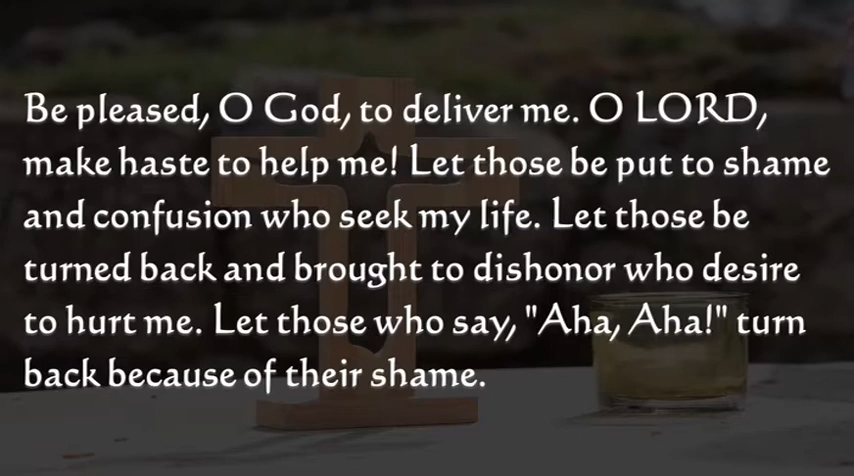 Be pleased, O God, to deliver me. O LORD,
make haste to help me! Let those be put to shame
and confusion who seek my life. Let those be
turned back and brought to dishonor who desire
to hurt me. Let those who say, "Aha, Aha!" turn
back because of their shame.